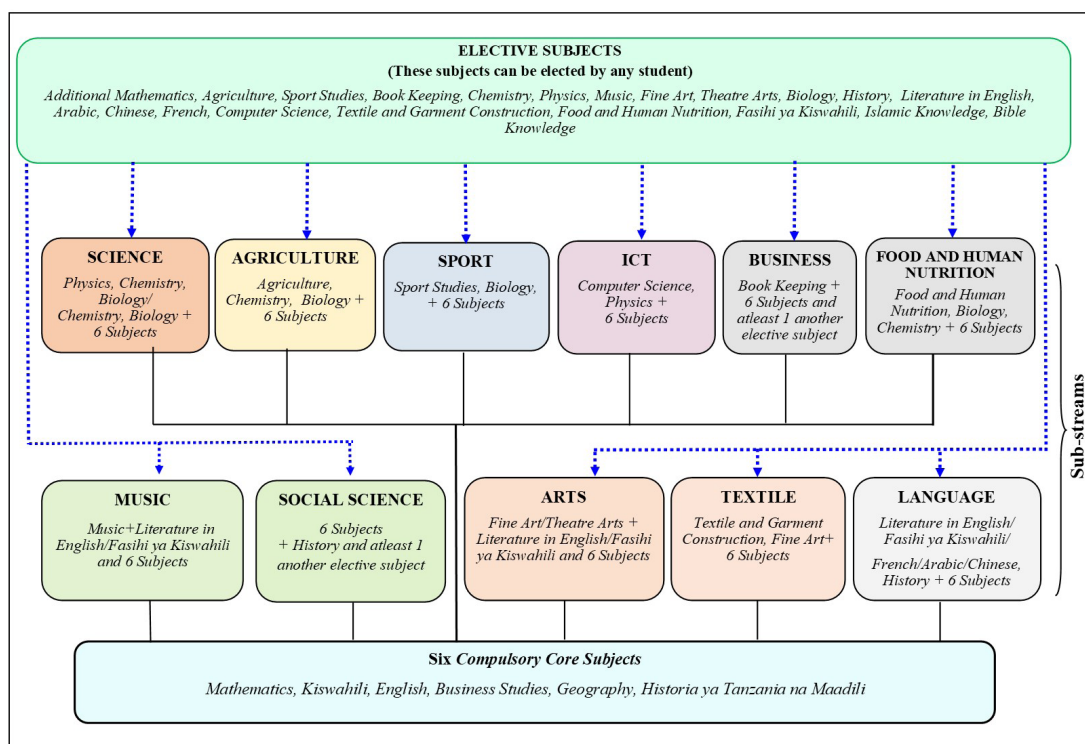 ELECTIVE SUBJECTS
(These subjects can be elected by any student)
Additional Mathematics, Agriculture, Sport Studies, Book Keeping, Chemistry, Physics, Music, Fine Art, Theatre Arts, Biology, History, Literature in English,
Arabic, Chinese, French, Computer Science, Textile and Garment Construction, Food and Human Nutrition, Fasihi ya Kiswahili, Islamic Knowledge, Bible
Knowledge
SCIENCE
Physics, Chemistry,
Biology/
Chemistry, Biology +
6 Subjects
AGRICULTURE
Agriculture,
Chemistry, Biology +
6 Subjects
SPORT
Sport Studies, Biology,
+ 6 Subjects
ICT
Computer Science,
Physics +
6 Subjects
BUSINESS
Book Keeping +
6 Subjects and
atleast 1 another
elective subject
FOOD AND HUMAN
NUTRITION
Food and Human
Nutrition, Biology,
Chemistry + 6 Subjects
Sub-streams
MUSIC
Music+Literature in
English/Fasihi ya Kiswahili
and 6 Subjects
SOCIAL SCIENCE
6 Subjects
+ History and atleast 1
another elective subject
ARTS
Fine Art/Theatre Arts +
Literature in English/Fasihi
ya Kiswahili and 6 Subjects
TEXTILE
Textile and Garment
Construction, Fine Art+
6 Subjects
LANGUAGE
Literature in English/
Fasihi ya Kiswahili/
French/Arabic/Chinese,
History + 6 Subjects
Six Compulsory Core Subjects
Mathematics, Kiswahili, English, Business Studies, Geography, Historia ya Tanzania na Maadili